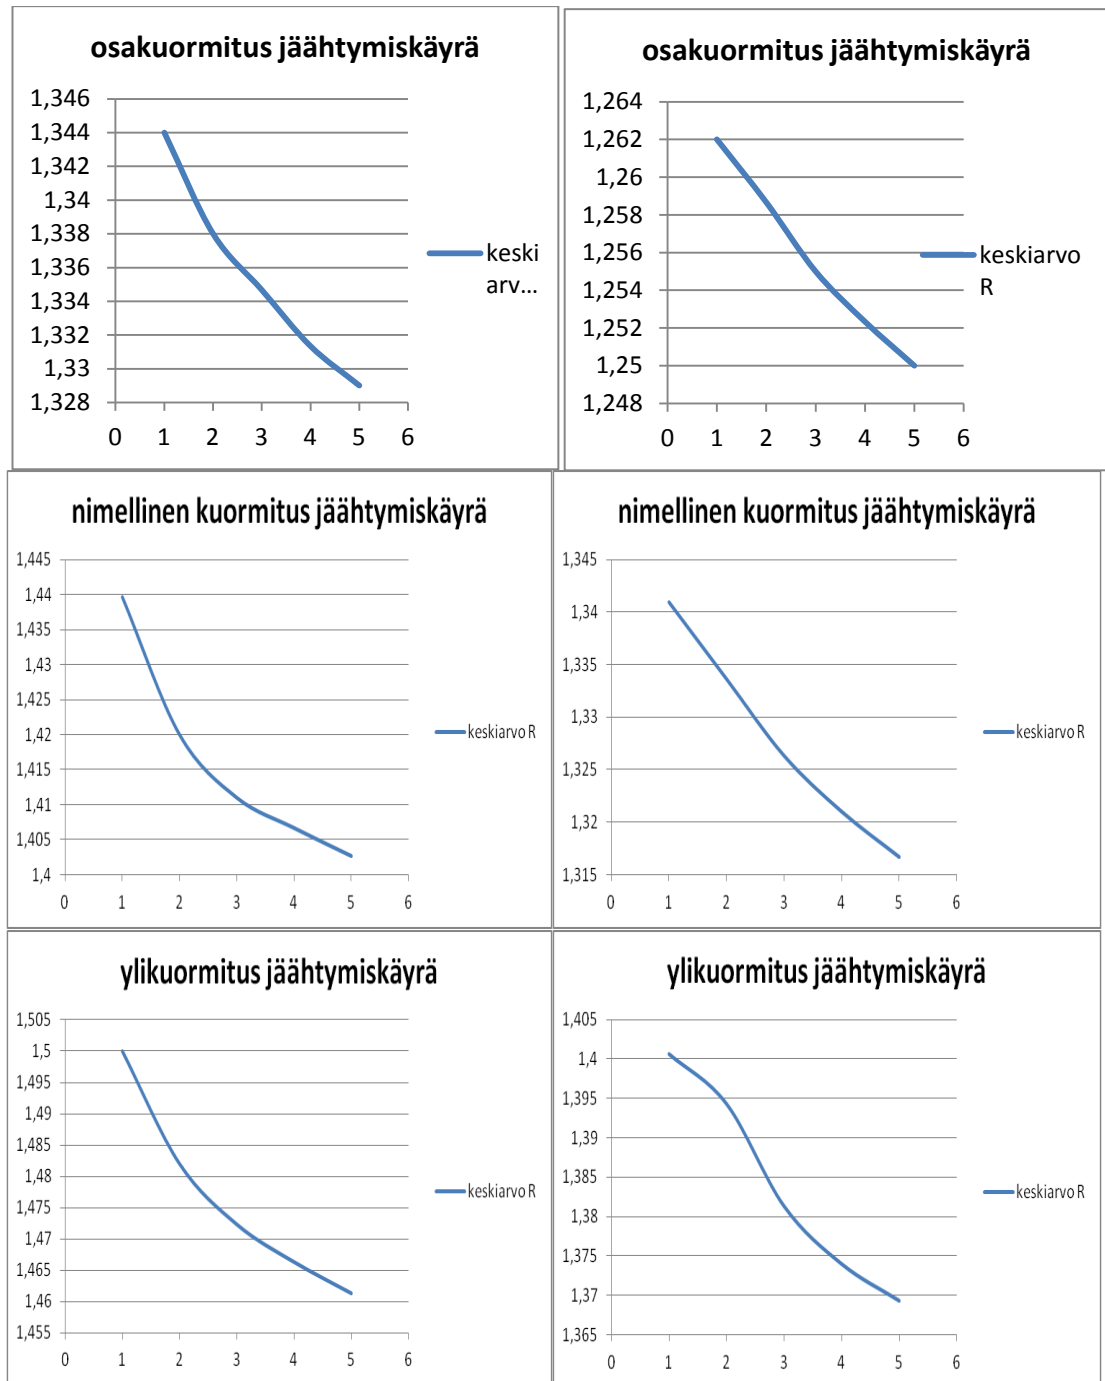 osakuormitus jäähtymiskäyrä
1,346
1,344
1,342
1,34
1,338
1,336
1,334
1,332
1,33
1,328
0 1 2 3 4 5 6
keski
arv...
osakuormitus jäähtymiskäyrä
1,264
1,262
1,26
1,258
1,256
1,254
1,252
1,25
1,248
0 1 2 3 4 5 6
keskiarvo
R
nimellinen kuormitus jäähtymiskäyrä
1,445
1,44
1,435
1,43
1,425
1,42
1,415
1,41
1,405
1,4
0 1 2 3 4 5 6
keskiarvo R
nimellinen kuormitus jäähtymiskäyrä
1,345
1,34
1,335
1,33
1,325
1,32
1,315
0 1 2 3 4 5 6
keskiarvo R
ylikuormitus jäähtymiskäyrä
1,505
1,5
1,495
1,49
1,485
1,48
1,475
1,47
1,465
1,46
1,455
0 1 2 3 4 5 6
keskiarvo R
ylikuormitus jäähtymiskäyrä
1,405
1,4
1,395
1,39
1,385
1,38
1,375
1,37
1,365
0 1 2 3 4 5 6
keskiarvo R